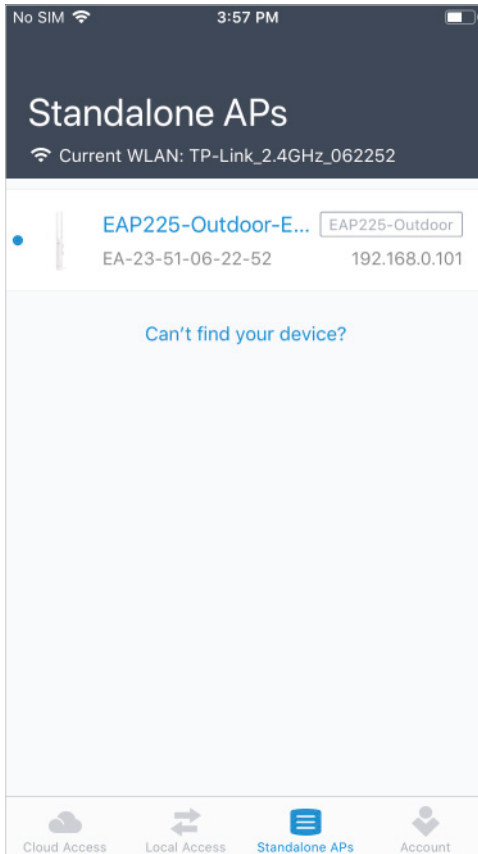 No SIM 3:57 PM
Standalone APs
Current WLAN: TP-Link_2.4GHz_062252
EAP225-Outdoor-E... EAP225-Outdoor
EA-23-51-06-22-52 192.168.0.101
Can't find your device?
Cloud Access Local Access Standalone APs Account